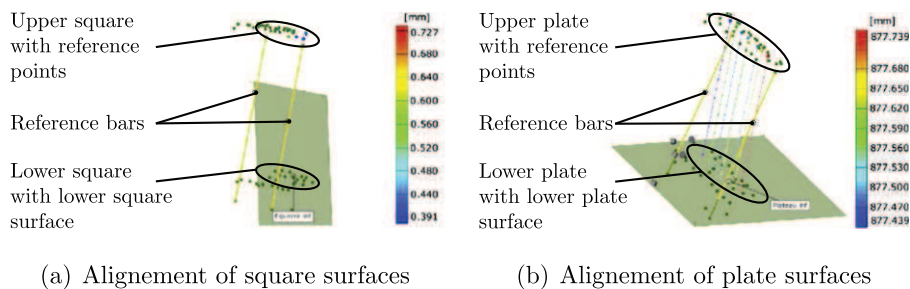 Upper square
with reference
points
Reference bars
Lower square
with lower square
surface
[mm]
0.727
0.680
0.640
0.600
0.560
0.520
0.480
0.440
0.391
(a) Alignement of square surfaces
Upper plate
with reference
points
Reference bars
Lower plate
with lower plate
surface
Plateau inf
[mm]
877.739
877.680
877.650
877.620
877.590
877.560
877.530
877.500
877.470
877.439
(b) Alignement of plate surfaces